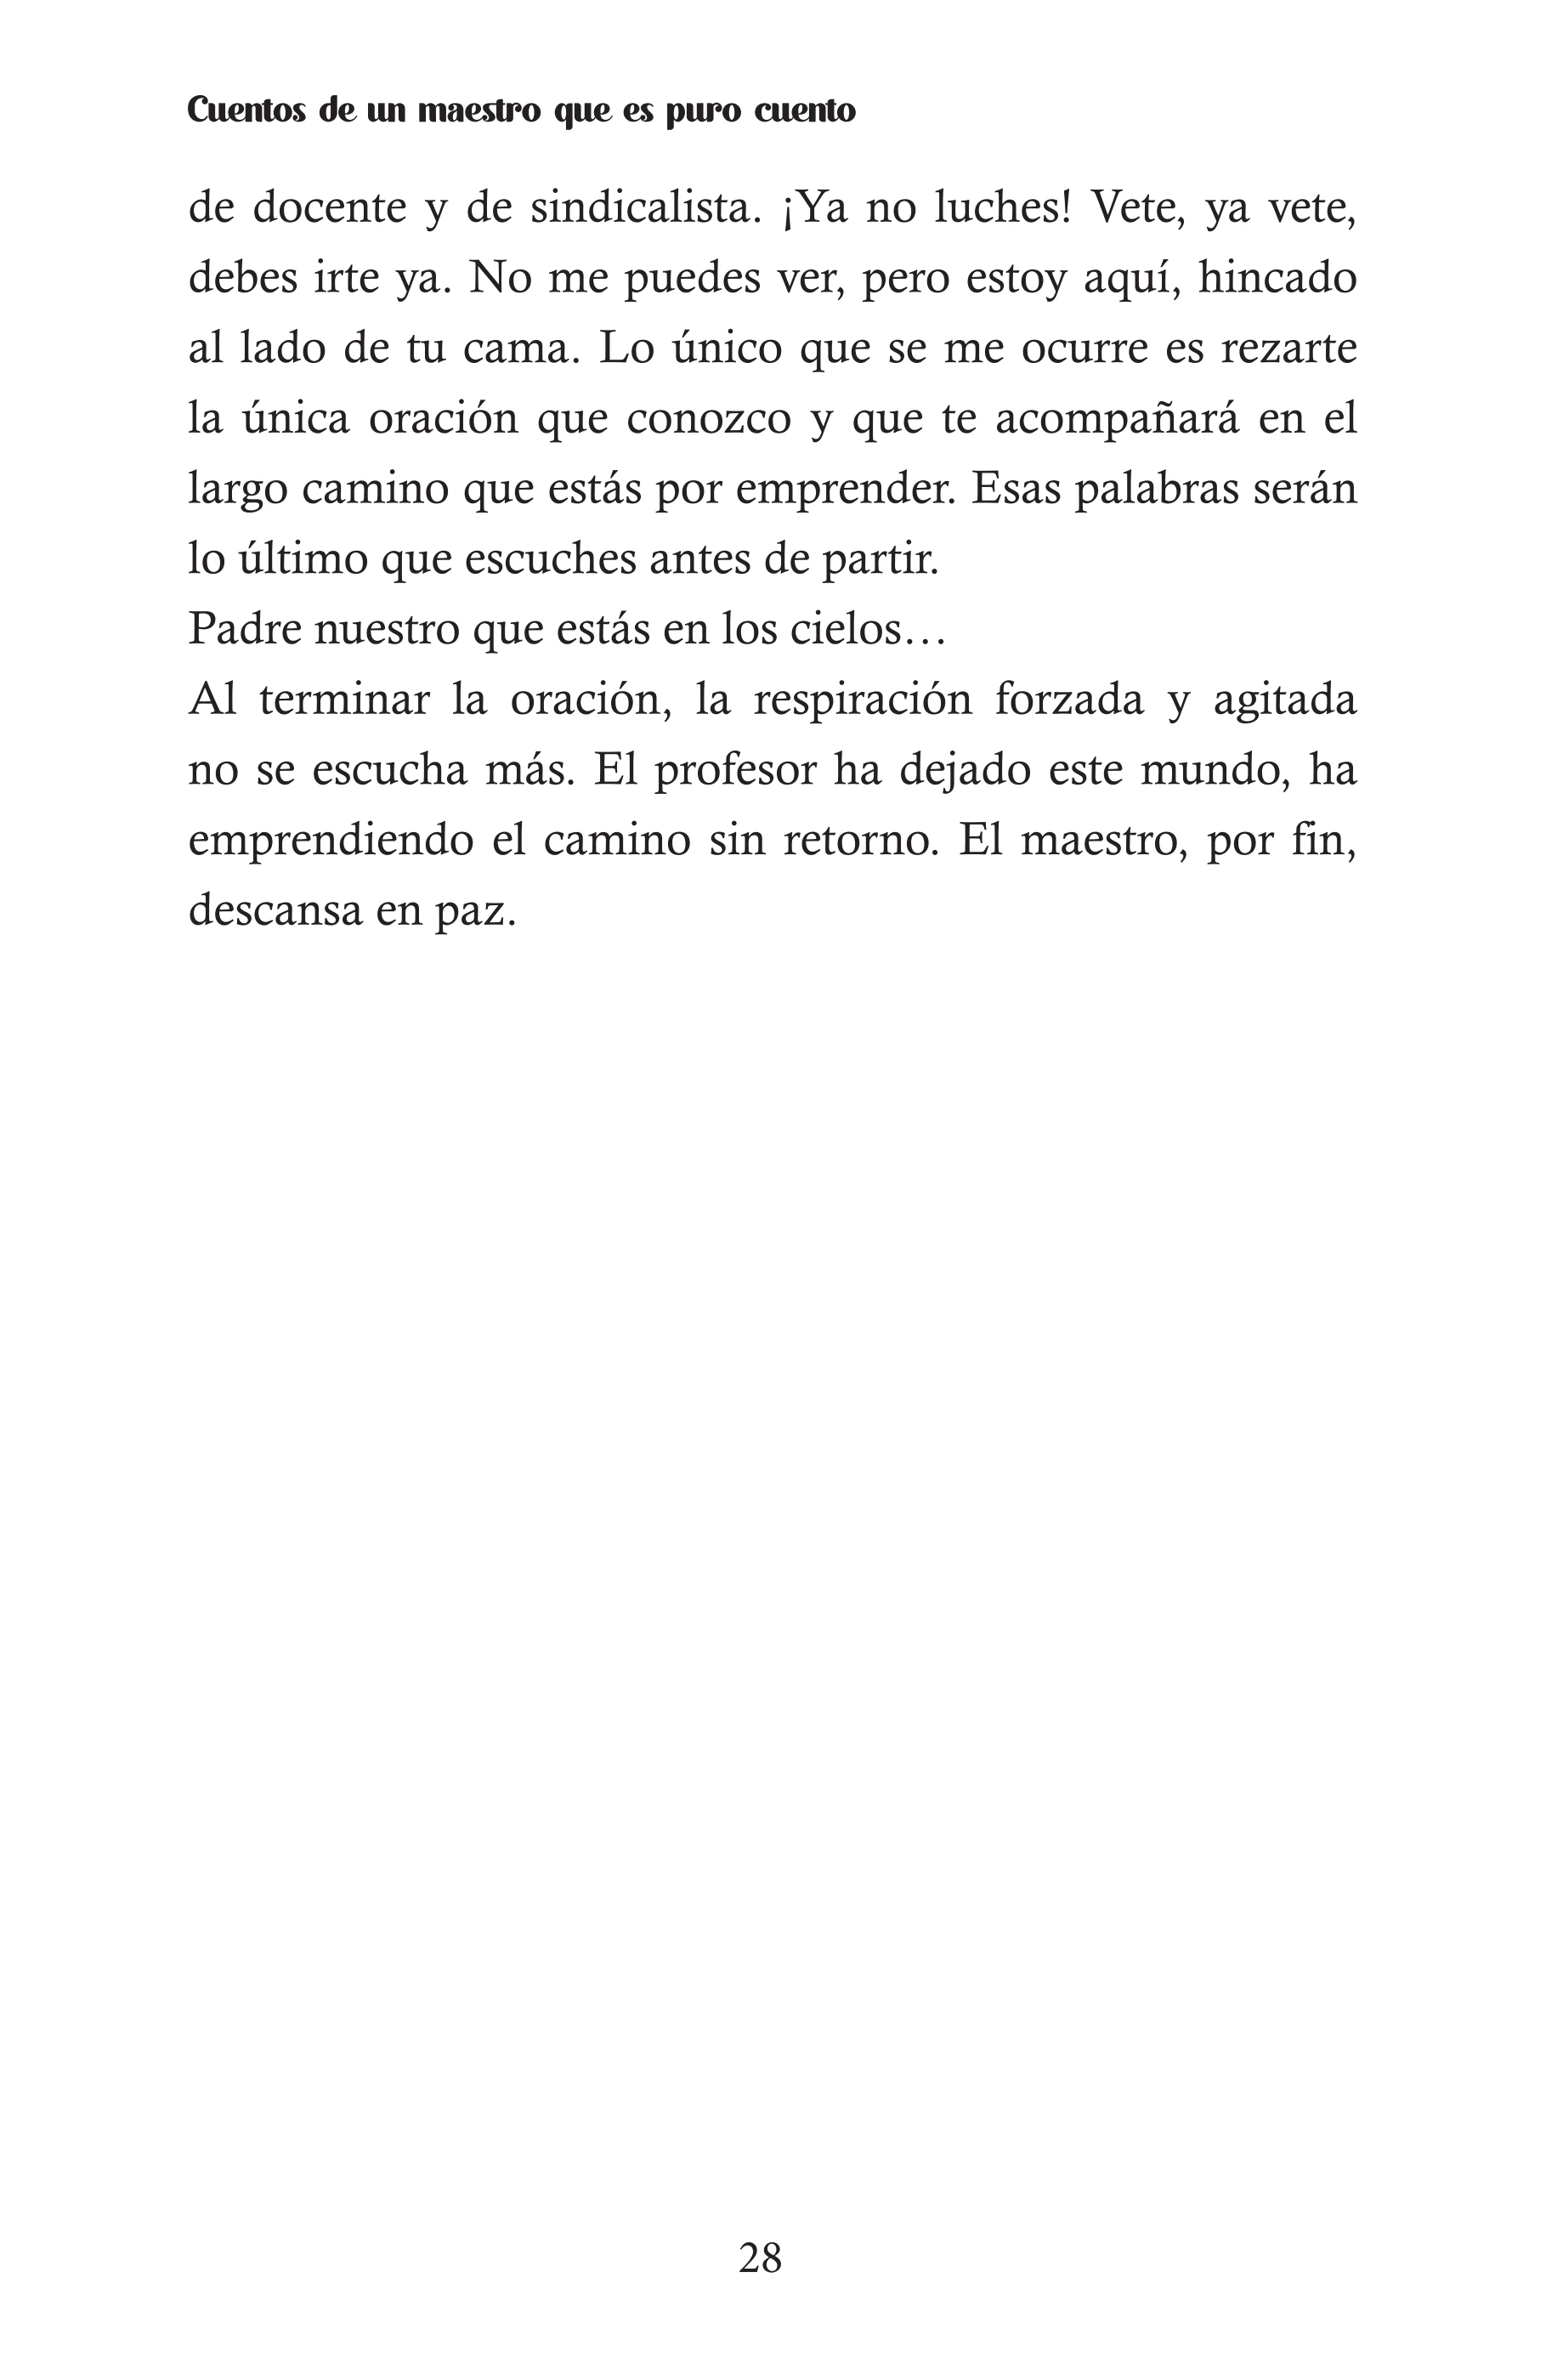 Cuentos de un maestro que es puro cuento
de docente y de sindicalista. ¡Ya no luches! Vete, ya vete,
debes irte ya. No me puedes ver, pero estoy aquí, hincado
al lado de tu cama. Lo único que se me ocurre es rezarte
la única oración que conozco y que te acompañará en el
largo camino que estás por emprender. Esas palabras serán
lo último que escuches antes de partir.
Padre nuestro que estás en los cielos…
Al terminar la oración, la respiración forzada y agitada
no se escucha más. El profesor ha dejado este mundo, ha
emprendiendo el camino sin retorno. El maestro, por fin,
descansa en paz.
28